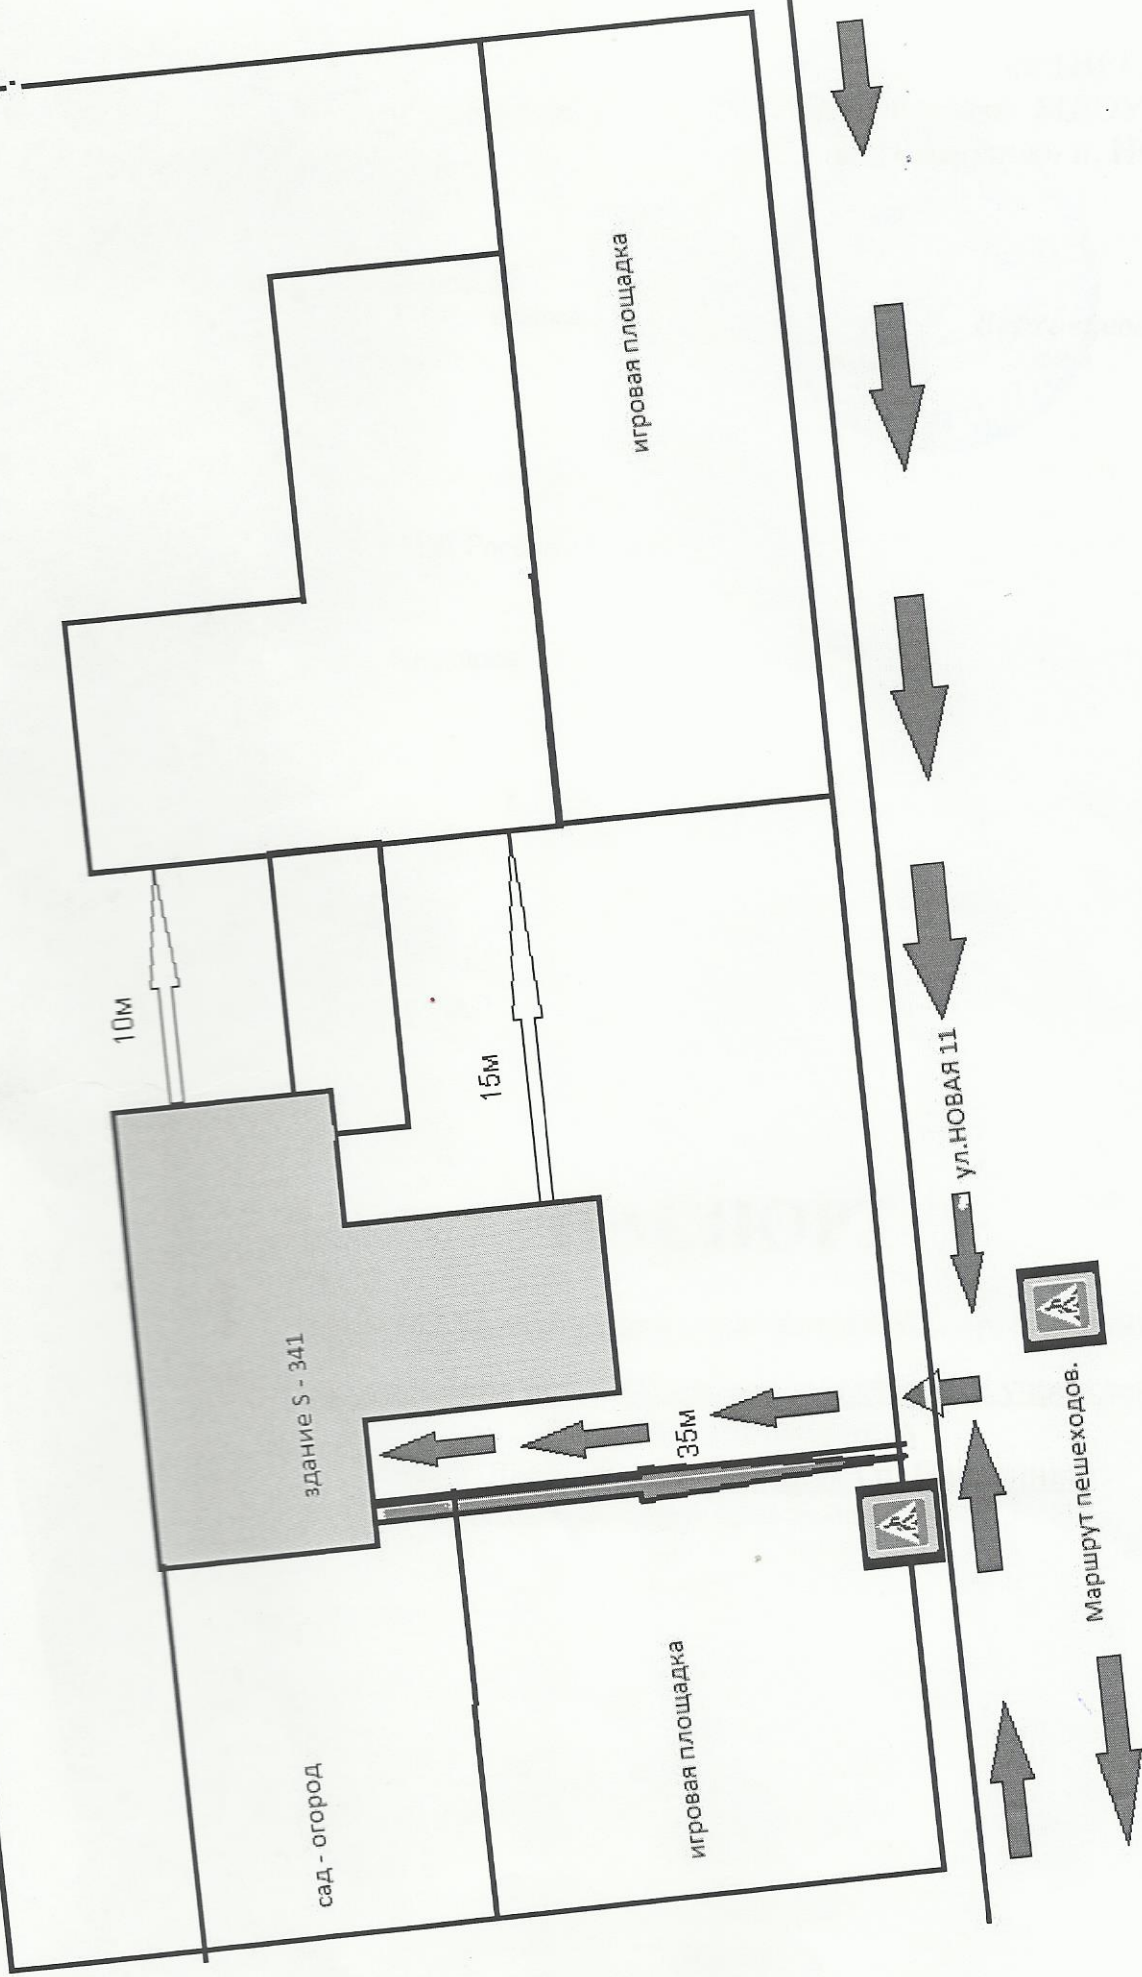 10м
15м
здание S - 341
35м
сад - огород
игровая площадка
игровая площадка
ул.НОВАЯ 11
Маршрут пешеходов.